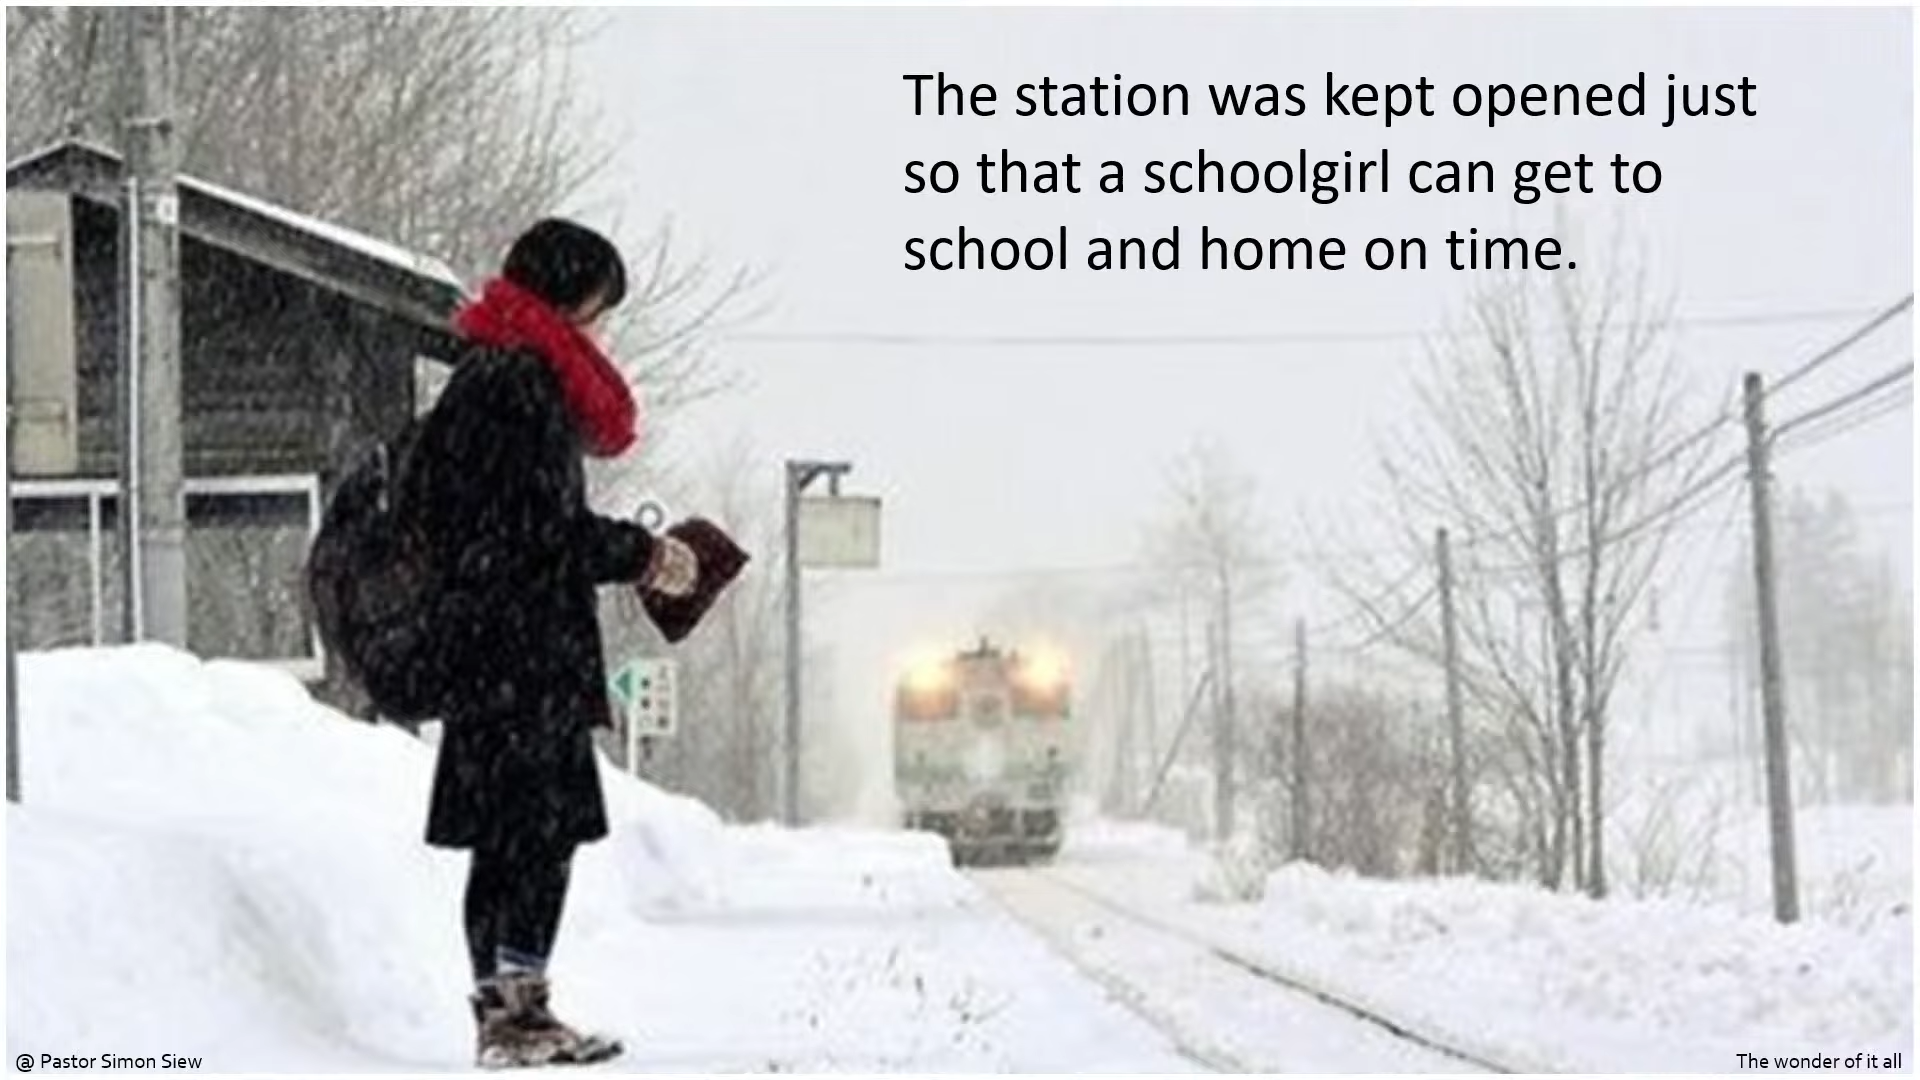 The station was kept opened just
so that a schoolgirl can get to
school and home on time.
@ Pastor Simon Siew
The wonder of it all